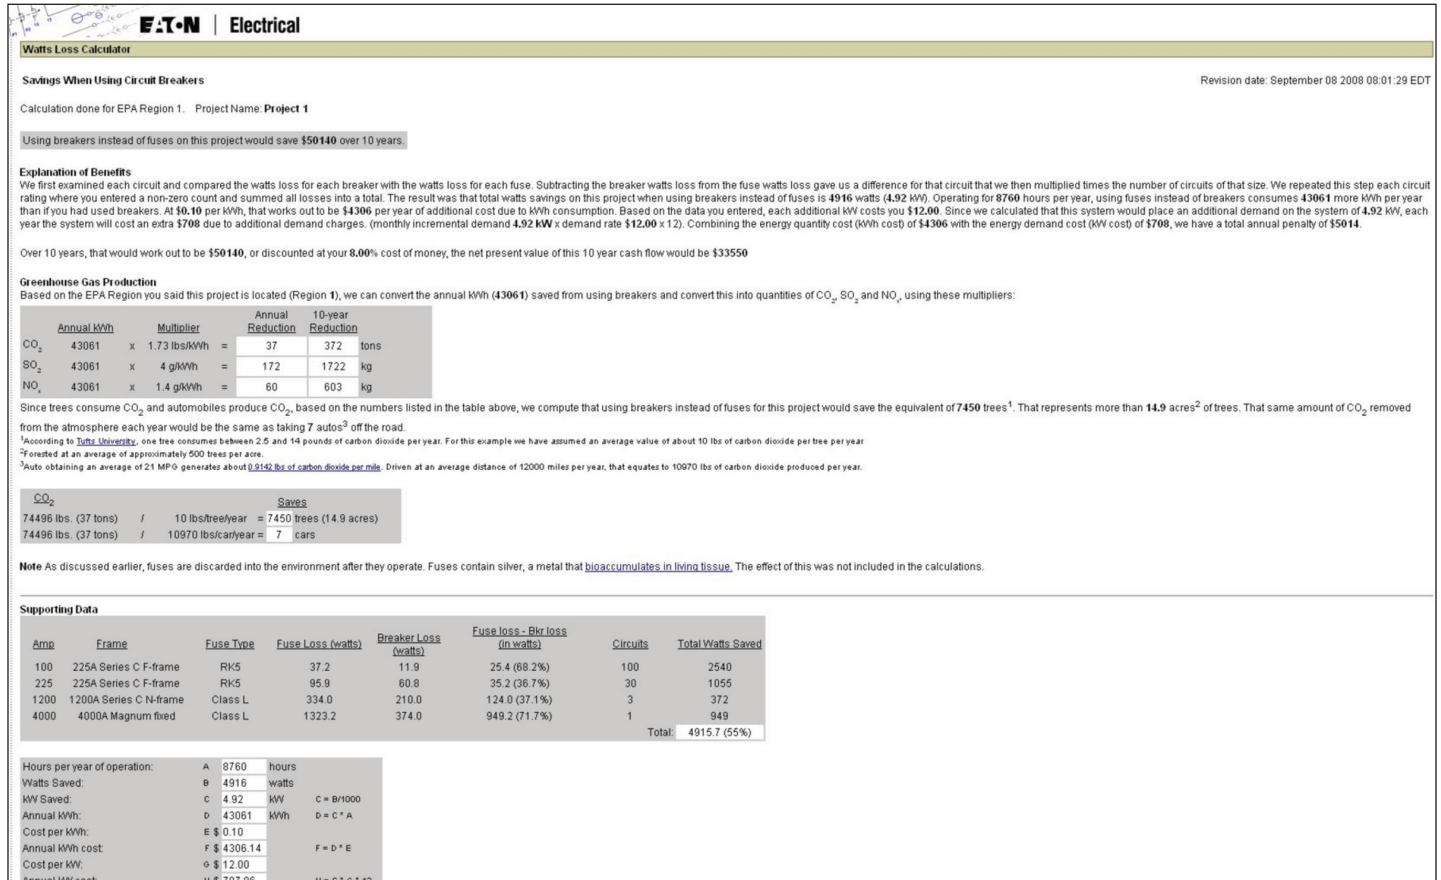 EATON | Electrical
Watts Loss Calculator
Savings When Using Circuit Breakers
Revision date: September 08 2008 08:01:29 EDT
Calculation done for EPA Region 1. Project Name: Project 1
Using breakers instead of fuses on this project would save $50140 over 10 years.
Explanation of Benefits
We first examined each circuit and compared the watts loss for each breaker with the watts loss for each fuse. Subtracting the breaker watts loss from the fuse watts loss gave us a difference for that circuit that we then multiplied times the number of circuits of that size. We repeated this step each circuit
rating where you entered a non-zero count and summed all losses into a total. The result was that total watts savings on this project when using breakers instead of fuses is 4916 watts (4.92 kW). Operating for 8760 hours per year, using fuses instead of breakers consumes 43061 more kWh per year
than if you had used breakers. At $0.10 per kWh, that works out to be $4306 per year of additional cost due to kWh consumption. Based on the data you entered, each additional kW costs you $12.00. Since we calculated that this system would place an additional demand on the system of 4.92 kW, each
year the system will cost an extra $708 due to additional demand charges. (monthly incremental demand 4.92 kW x demand rate $12.00 x 12). Combining the energy quantity cost (kWh cost) of $4306 with the energy demand cost (kW cost) of $708, we have a total annual penalty of $5014.
Over 10 years, that would work out to be $50140, or discounted at your 8.00% cost of money, the net present value of this 10 year cash flow would be $33550
Greenhouse Gas Production
Based on the EPA Region you said this project is located (Region 1), we can convert the annual kWh (43061) saved from using breakers and convert this into quantities of CO2, SO2 and NOx, using these multipliers:
Annual 10-year
Annual kWh Multiplier Reduction Reduction
CO2 43061 x 1.73 lbs/kWh = 37 372 tons
SO2 43061 x 4 g/kWh = 172 1722 kg
NOx 43061 x 1.4 g/kWh = 60 603 kg
Since trees consume CO2 and automobiles produce CO2, based on the numbers listed in the table above, we compute that using breakers instead of fuses for this project would save the equivalent of 7450 trees1. That represents more than 14.9 acres2 of trees. That same amount of CO2 removed
from the atmosphere each year would be the same as taking 7 autos3 off the road.
1According to Tufts University, one tree consumes between 2.5 and 14 pounds of carbon dioxide per year. For this example we have assumed an average value of about 10 lbs of carbon dioxide per tree per year
2Forested at an average of approximately 500 trees per acre.
3Auto obtaining an average of 21 MPG generates about 0.9142 lbs of carbon dioxide per mile. Driven at an average distance of 12000 miles per year, that equates to 10970 lbs of carbon dioxide produced per year.
CO2 Saves
74496 lbs. (37 tons) / 10 lbs/tree/year = 7450 trees (14.9 acres)
74496 lbs. (37 tons) / 10970 lbs/car/year = 7 cars
Note As discussed earlier, fuses are discarded into the environment after they operate. Fuses contain silver, a metal that bioaccumulates in living tissue. The effect of this was not included in the calculations.
Supporting Data
Amp Frame Fuse Type Fuse Loss (watts) Breaker Loss (watts) Fuse loss - Bkr loss (in watts) Circuits Total Watts Saved
100 225A Series C F-frame RK5 37.2 11.9 25.4 (68.2%) 100 2540
225 225A Series C F-frame RK5 95.9 60.8 35.2 (36.7%) 30 1055
1200 1200A Series C N-frame Class L 334.0 210.0 124.0 (37.1%) 3 372
4000 4000A Magnum fixed Class L 1323.2 374.0 949.2 (71.7%) 1 949
Total: 4915.7 (55%)
Hours per year of operation: A 8760 hours
Watts Saved: B 4916 watts
kW Saved: C 4.92 kW C = B/1000
Annual kWh: D 43061 kWh D = C * A
Cost per kWh: E $ 0.10
Annual kWh cost: F $ 4306.14 F = D * E
Cost per kW: G $ 12.00